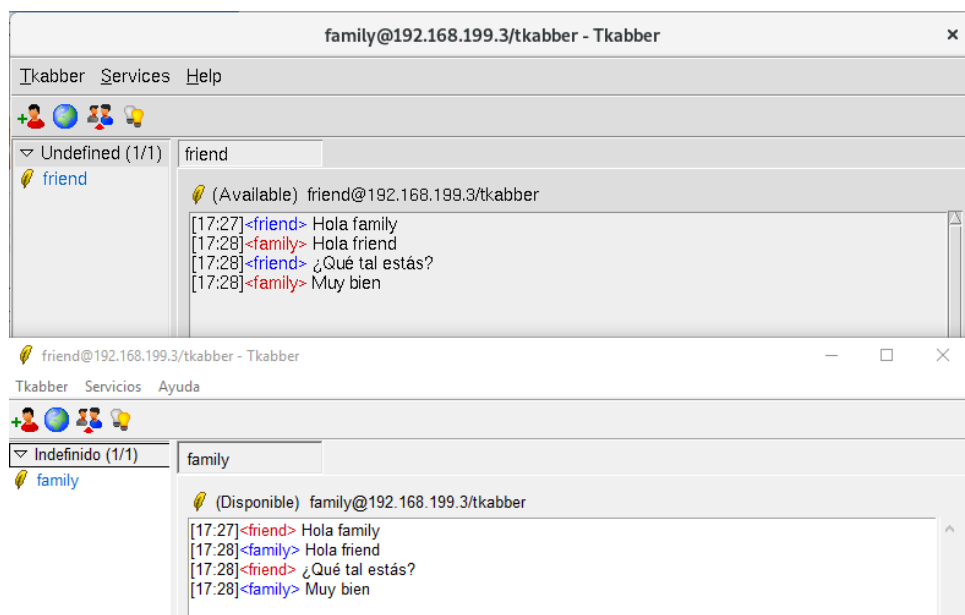 family@192.168.199.3/tkabber - Tkabber
Tkabber Services Help
Undefined (1/1)
friend
friend
(Available) friend@192.168.199.3/tkabber
[17:27]<friend> Hola family
[17:28]<family> Hola friend
[17:28]<friend> ¿Qué tal estás?
[17:28]<family> Muy bien
friend@192.168.199.3/tkabber - Tkabber
Tkabber Servicios Ayuda
Indefinido (1/1)
family
family
(Disponible) family@192.168.199.3/tkabber
[17:27]<friend> Hola family
[17:28]<family> Hola friend
[17:28]<friend> ¿Qué tal estás?
[17:28]<family> Muy bien